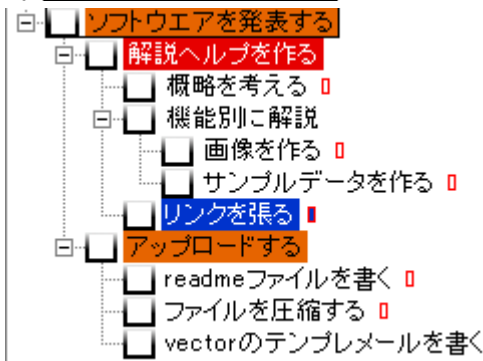 ソフトウエアを発表する
解説ヘルプを作る
概略を考える
機能別に解説
画像を作る
サンプルデータを作る
リンクを張る
アップロードする
readmeファイルを書く
ファイルを圧縮する
vectorのテンプレメールを書く